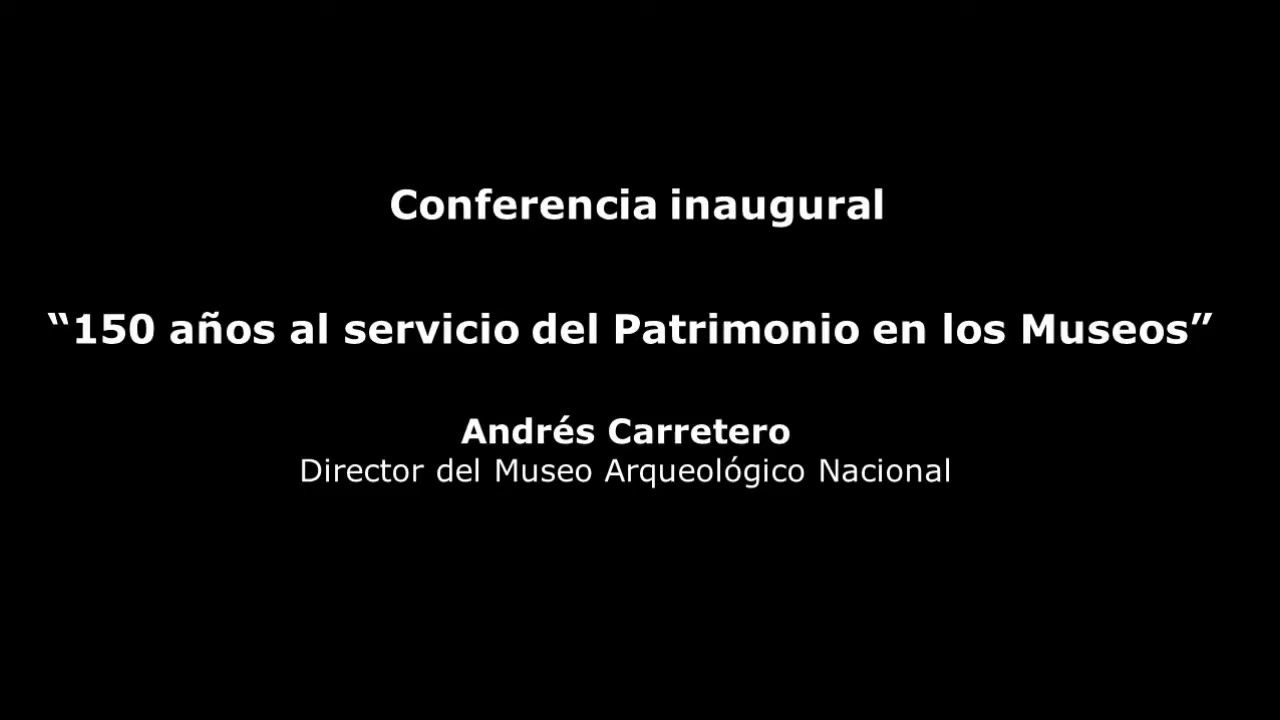 Conferencia inaugural
“150 años al servicio del Patrimonio en los Museos”
Andrés Carretero
Director del Museo Arqueológico Nacional